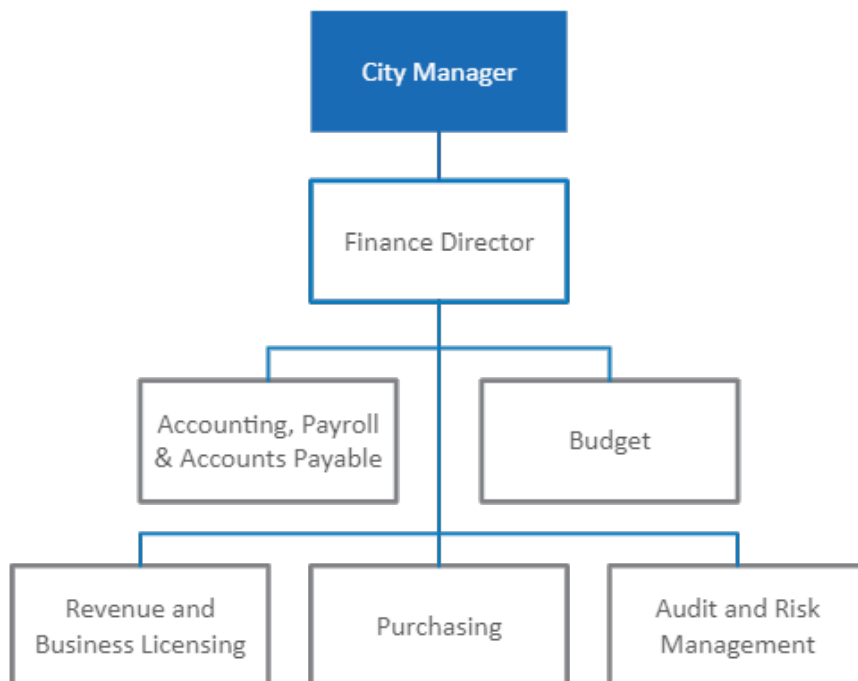 City Manager
Finance Director
Accounting, Payroll
& Accounts Payable
Budget
Revenue and
Business Licensing
Purchasing
Audit and Risk
Management